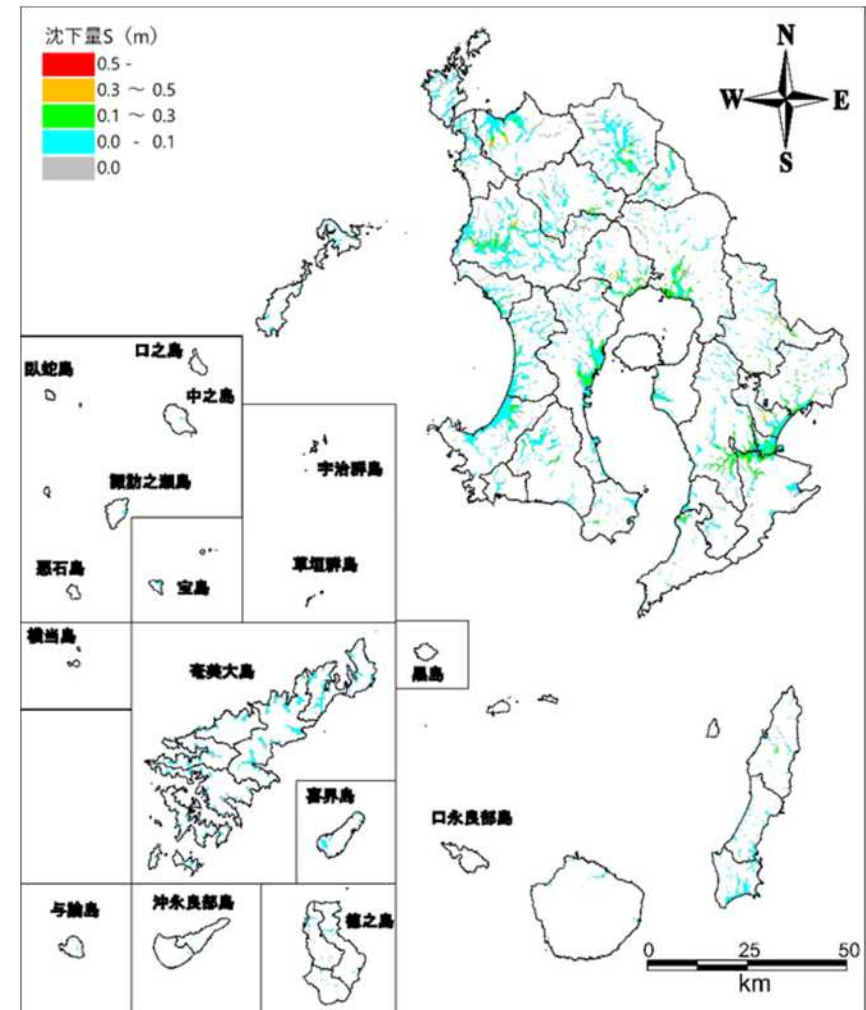 沈下量S（m）
0.5 -
0.3 ～ 0.5
0.1 ～ 0.3
0.0 - 0.1
0.0
N
W E
S
臥蛇島
口之島
中之島
諏訪之瀬島
宇治群島
悪石島
宝島
草垣群島
横当島
奄美大島
黒島
喜界島
口永良部島
与論島
沖永良部島
徳之島
0 25 50
km